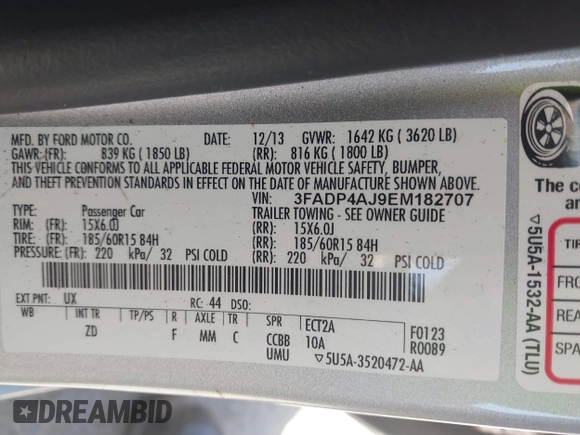 MFD. BY FORD MOTOR CO. DATE: 12/13 GVWR: 1642 KG ( 3620 LB)
GAWR: (FR): 839 KG ( 1850 LB) (RR): 816 KG ( 1800 LB)
THIS VEHICLE CONFORMS TO ALL APPLICABLE FEDERAL MOTOR VEHICLE SAFETY, BUMPER,
AND THEFT PREVENTION STANDARDS IN EFFECT ON THE DATE OF MANUFACTURE SHOWN ABOVE.
VIN: 3FADP4AJ9EM182707
TYPE: Passenger Car TRAILER TOWING - SEE OWNER GUIDE
RIM: (FR) 15X6.0J (RR): 15X6.0J
TIRE: (FR) 185/60R15 84H (RR): 185/60R15 84H
PRESSURE: (FR): 220 kPa/ 32 PSI COLD (RR): 220 kPa/ 32 PSI COLD
EXT PNT: UX RC: 44 DSO:
WB INT TR TP/PS R AXLE TR SPR ECT2A F0123
ZD F MM C CCBB 10A R0089
UMU ▽5U5A-3520472-AA
The co
a
TIR
FRO
REA
SPA
▽5U5A-1532-AA (TLU)
DREAMBID